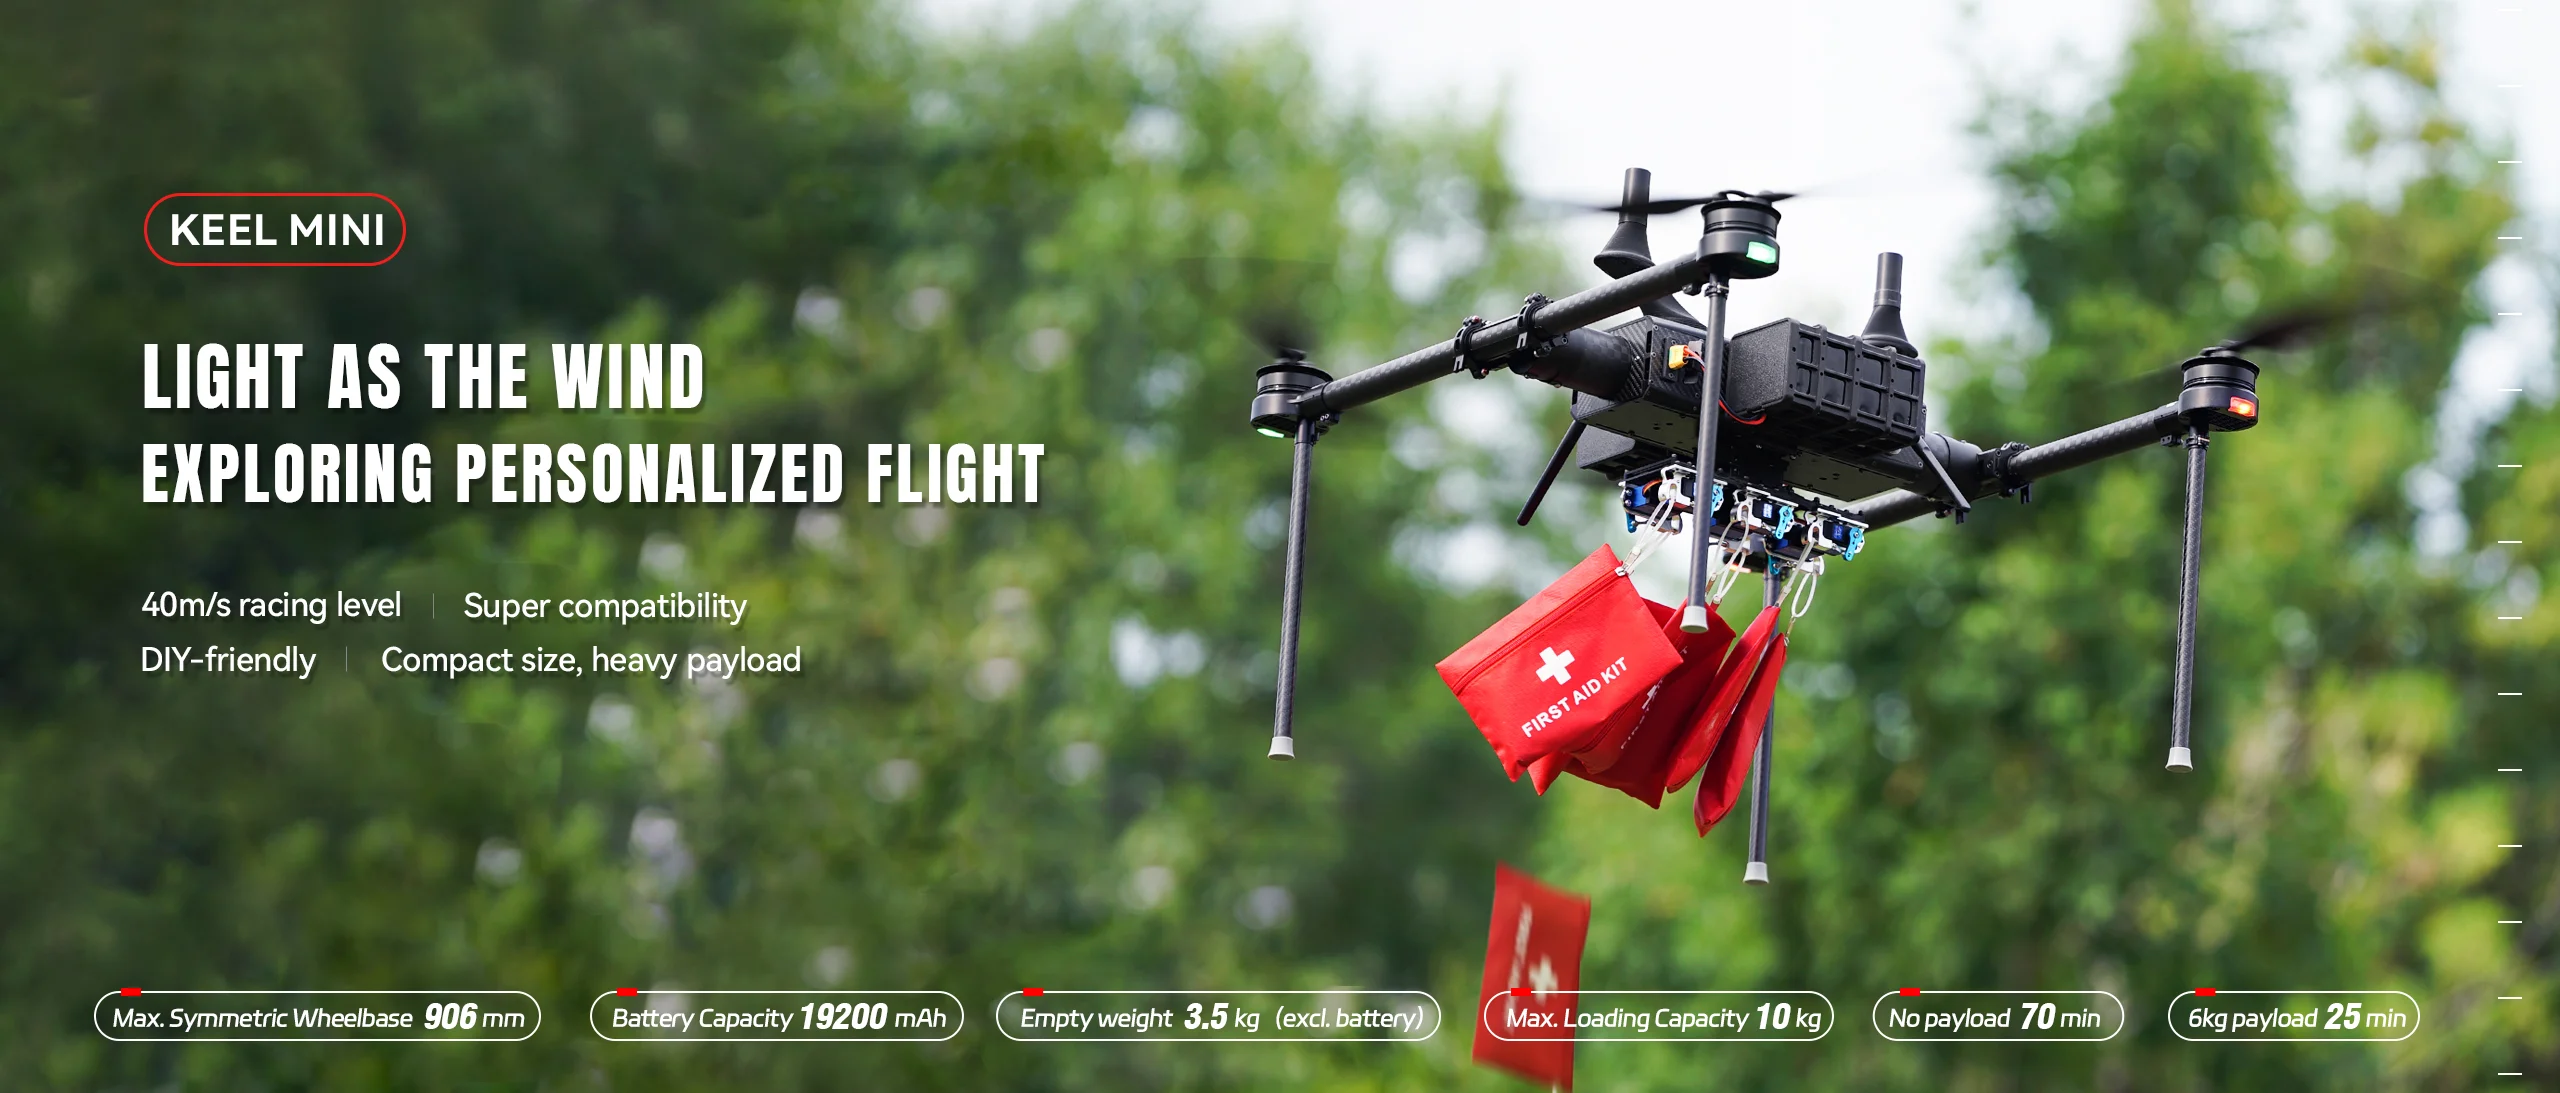 KEEL MINI
LIGHT AS THE WIND
EXPLORING PERSONALIZED FLIGHT
40m/s racing level | Super compatibility
DIY-friendly | Compact size, heavy payload
FIRST AID KIT
Max. Symmetric Wheelbase 906 mm
Battery Capacity 19200 mAh
Empty weight 3.5 kg (excl. battery)
Max. Loading Capacity 10 kg
No payload 70 min
6kg payload 25 min